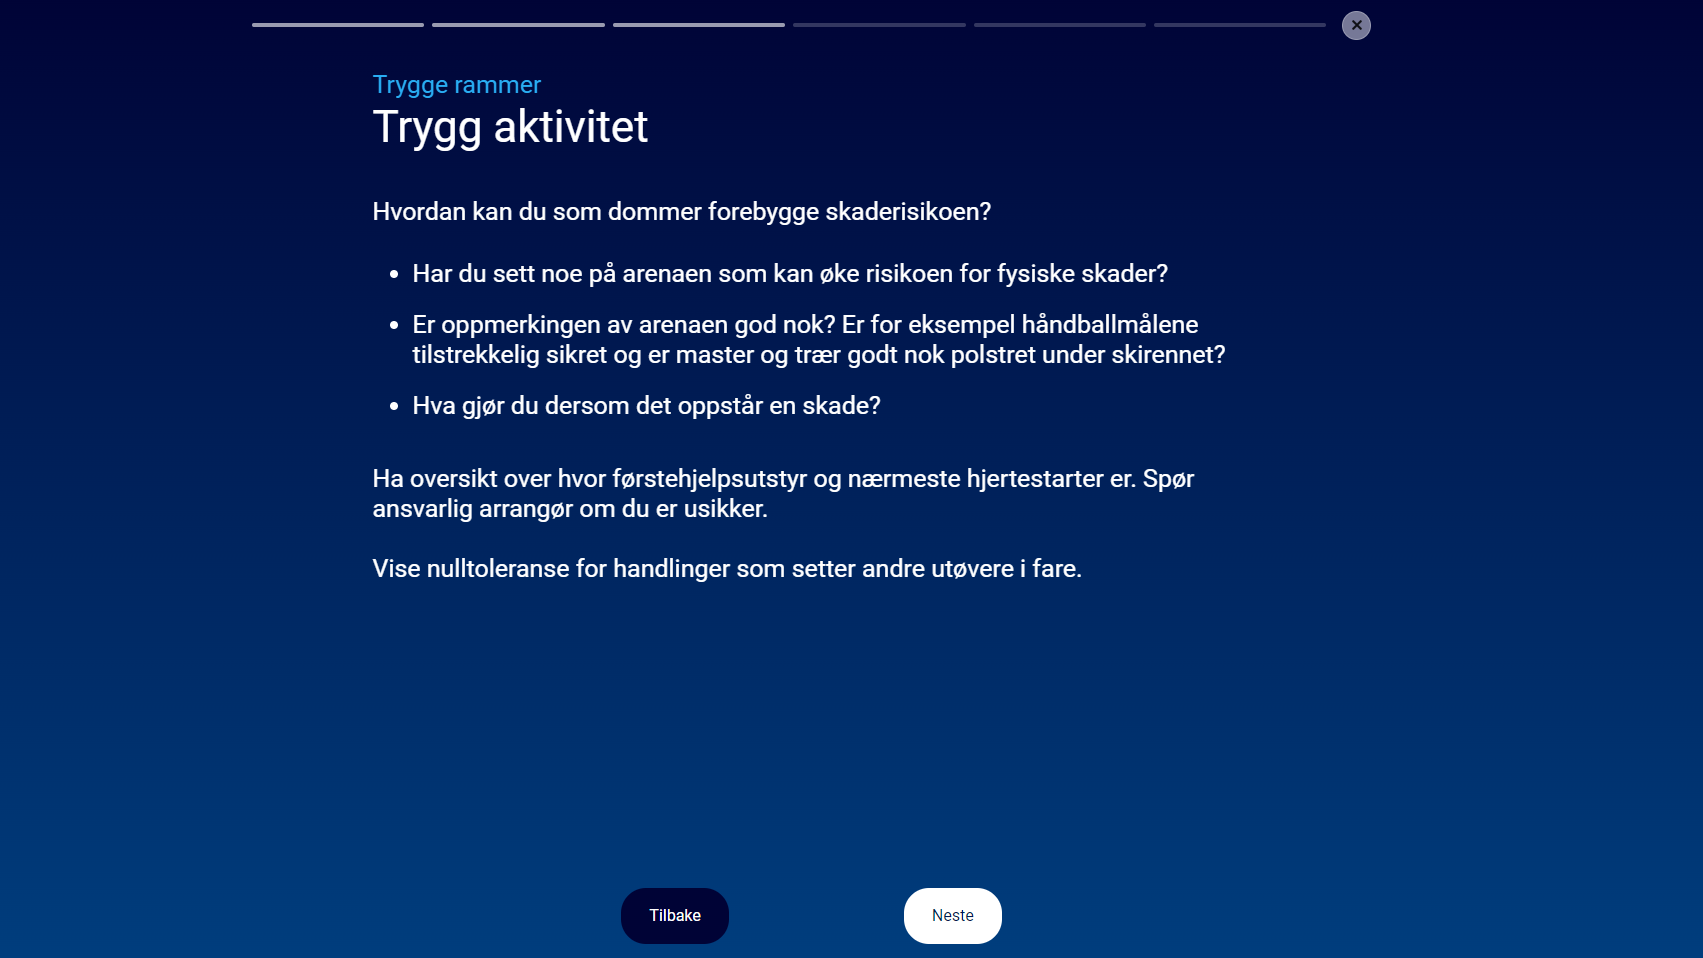 Trygge rammer
Trygg aktivitet
Hvordan kan du som dommer forebygge skaderisikoen?
• Har du sett noe på arenaen som kan øke risikoen for fysiske skader?
• Er oppmerkingen av arenaen god nok? Er for eksempel håndballmålene
tilstrekkelig sikret og er master og trær godt nok polstret under skirennet?
• Hva gjør du dersom det oppstår en skade?
Ha oversikt over hvor førstehjelpsutstyr og nærmeste hjertestarter er. Spør
ansvarlig arrangør om du er usikker.
Vise nulltoleranse for handlinger som setter andre utøvere i fare.
Tilbake
Neste